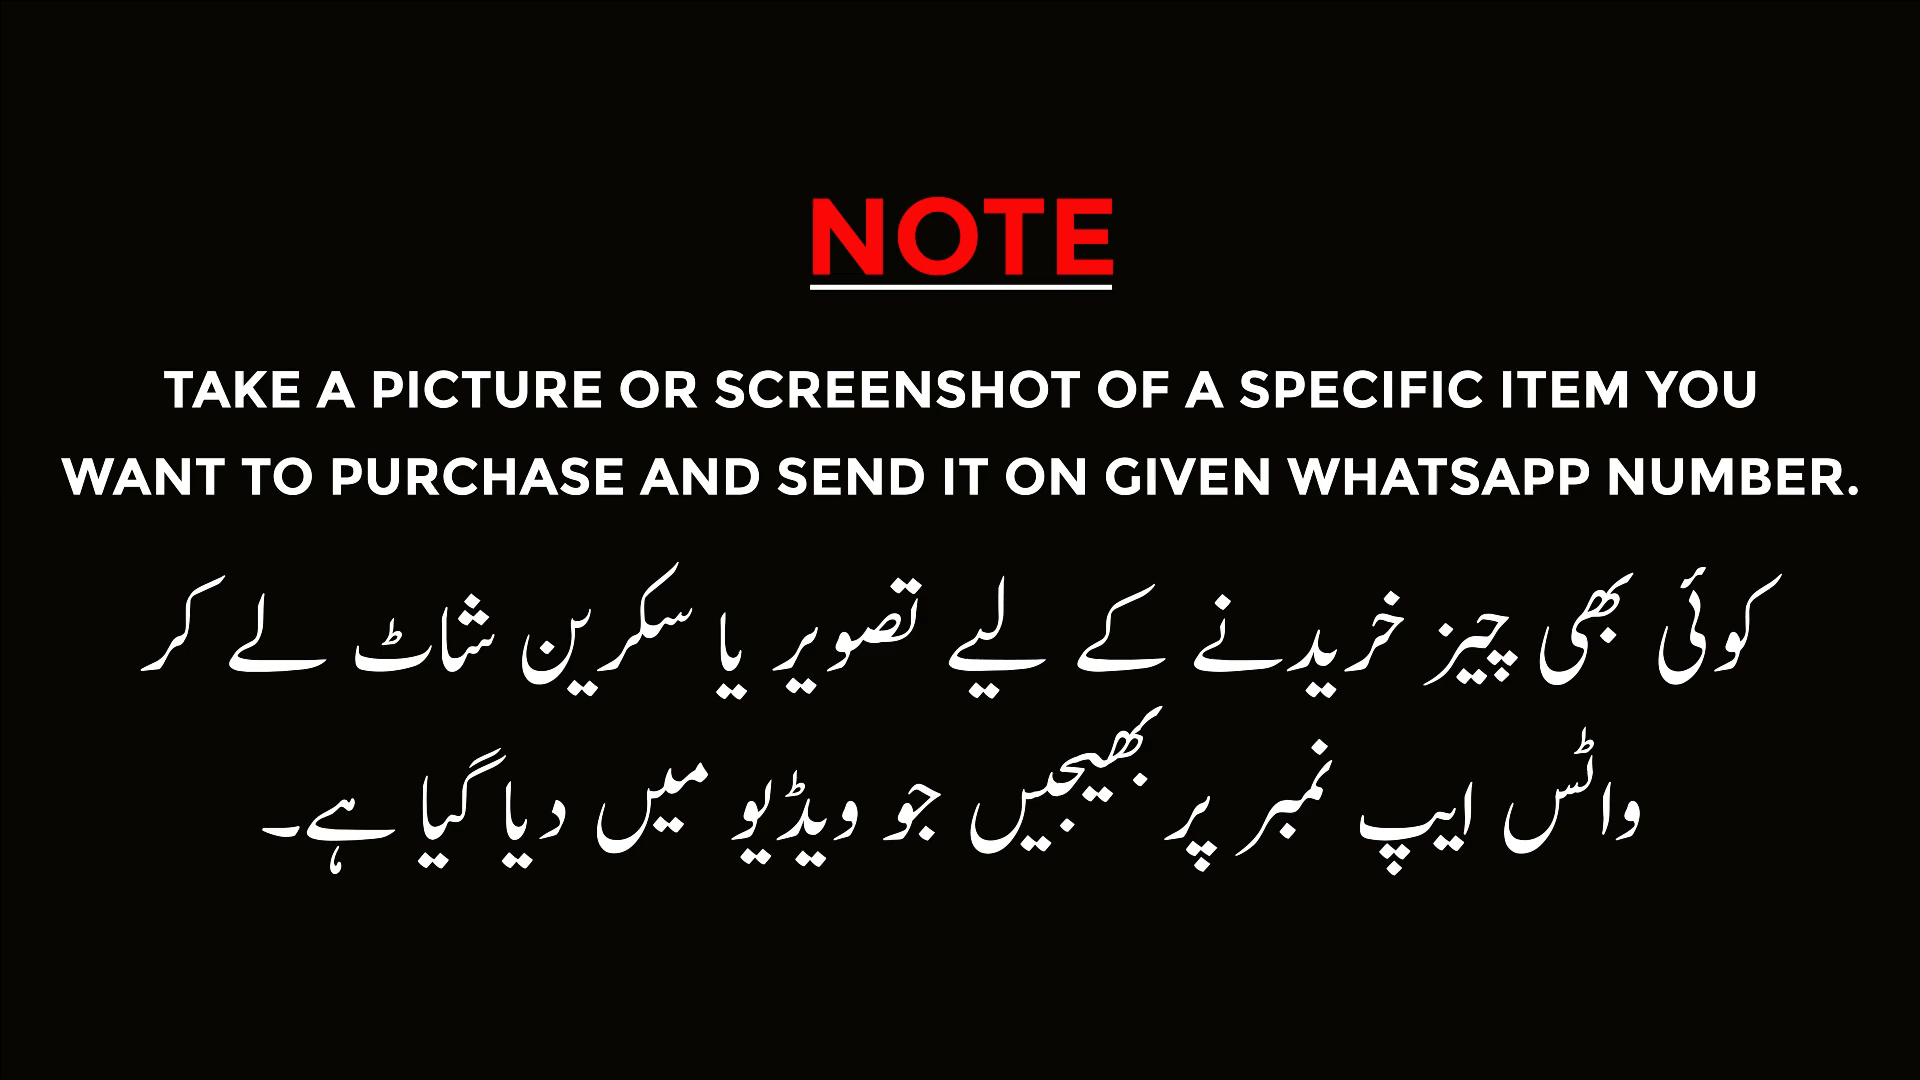 NOTE
TAKE A PICTURE OR SCREENSHOT OF A SPECIFIC ITEM YOU
WANT TO PURCHASE AND SEND IT ON GIVEN WHATSAPP NUMBER.
کوئی بھی چیز خریدنے کے لیے تصویر یا سکرین شاٹ لے کر
واٹس ایپ نمبر پر بھیجیں جو ویڈیو میں دیا گیا ہے۔